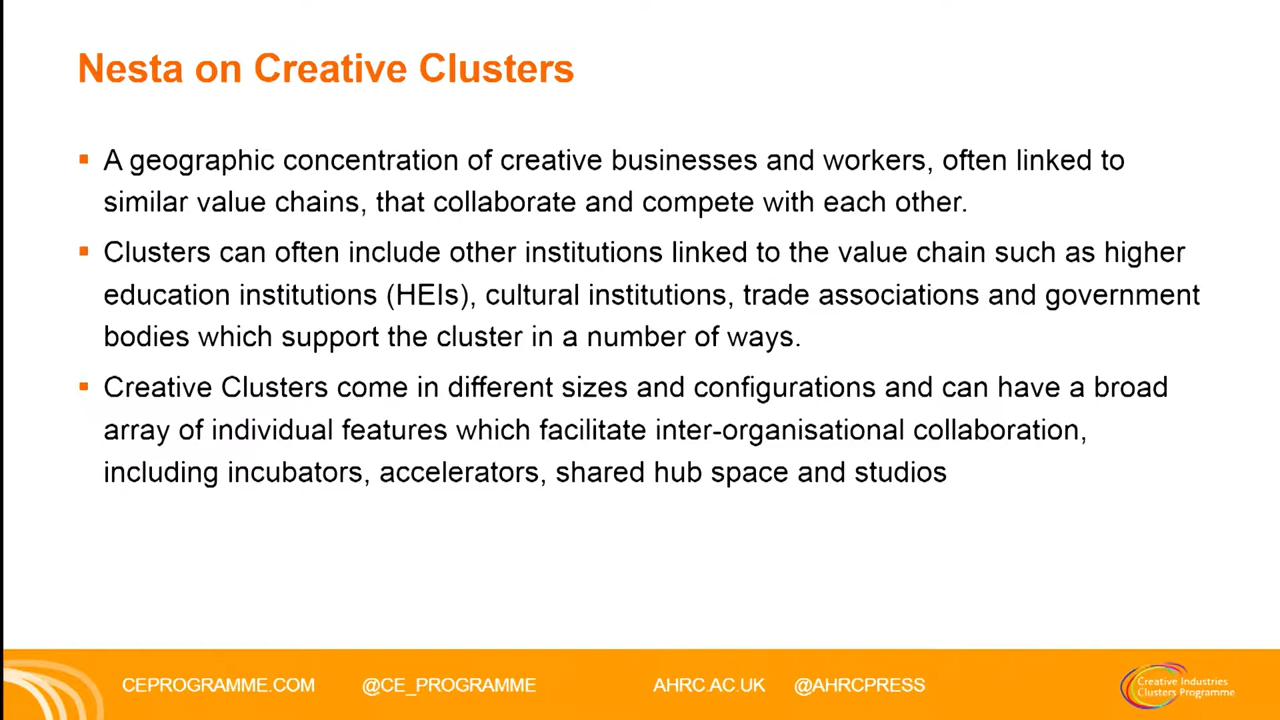 Nesta on Creative Clusters
A geographic concentration of creative businesses and workers, often linked to
similar value chains, that collaborate and compete with each other.
Clusters can often include other institutions linked to the value chain such as higher
education institutions (HEIs), cultural institutions, trade associations and government
bodies which support the cluster in a number of ways.
Creative Clusters come in different sizes and configurations and can have a broad
array of individual features which facilitate inter-organisational collaboration,
including incubators, accelerators, shared hub space and studios
CEPROGRAMME.COM @CE_PROGRAMME AHRC.AC.UK @AHRCPRESS
Creative Industries
Clusters Programme